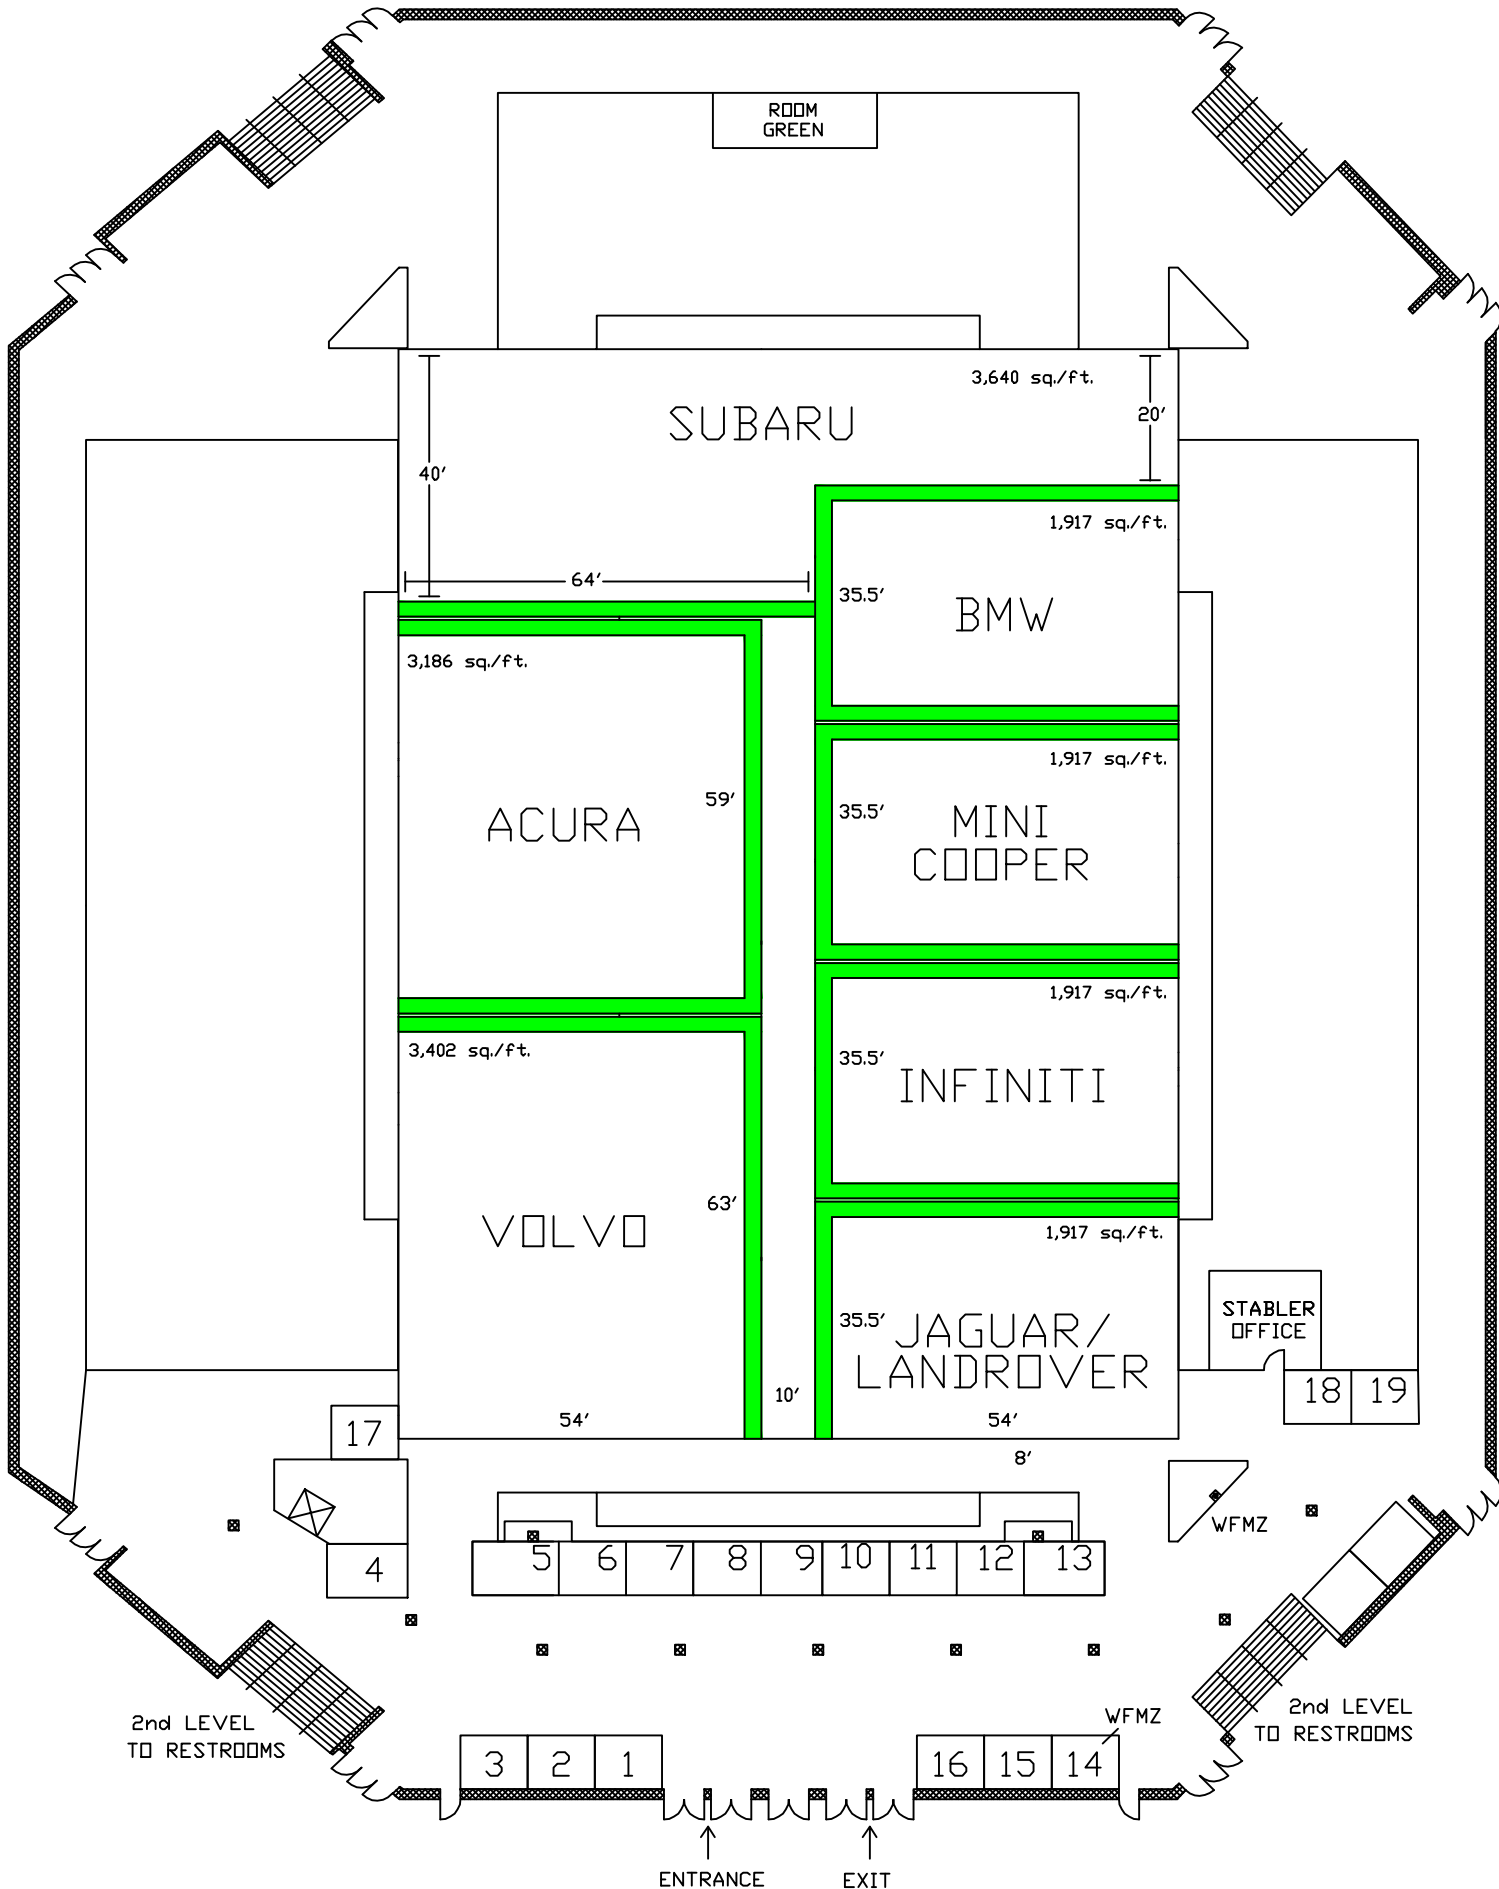 ROOM
GREEN
3,640 sq./ft.
SUBARU
20'
40'
1,917 sq./ft.
64'
35.5'
BMW
3,186 sq./ft.
1,917 sq./ft.
59'
35.5'
ACURA
MINI
COOPER
1,917 sq./ft.
3,402 sq./ft.
35.5'
INFINITI
63'
VOLVO
1,917 sq./ft.
STABLER
OFFICE
35.5'
JAGUAR/
LANDROVER
18 19
10'
54'
54'
17
8'
WFMZ
4
5 6 7 8 9 10 11 12 13
2nd LEVEL
TO RESTROOMS
2nd LEVEL
TO RESTROOMS
WFMZ
3 2 1
16 15 14
ENTRANCE
EXIT